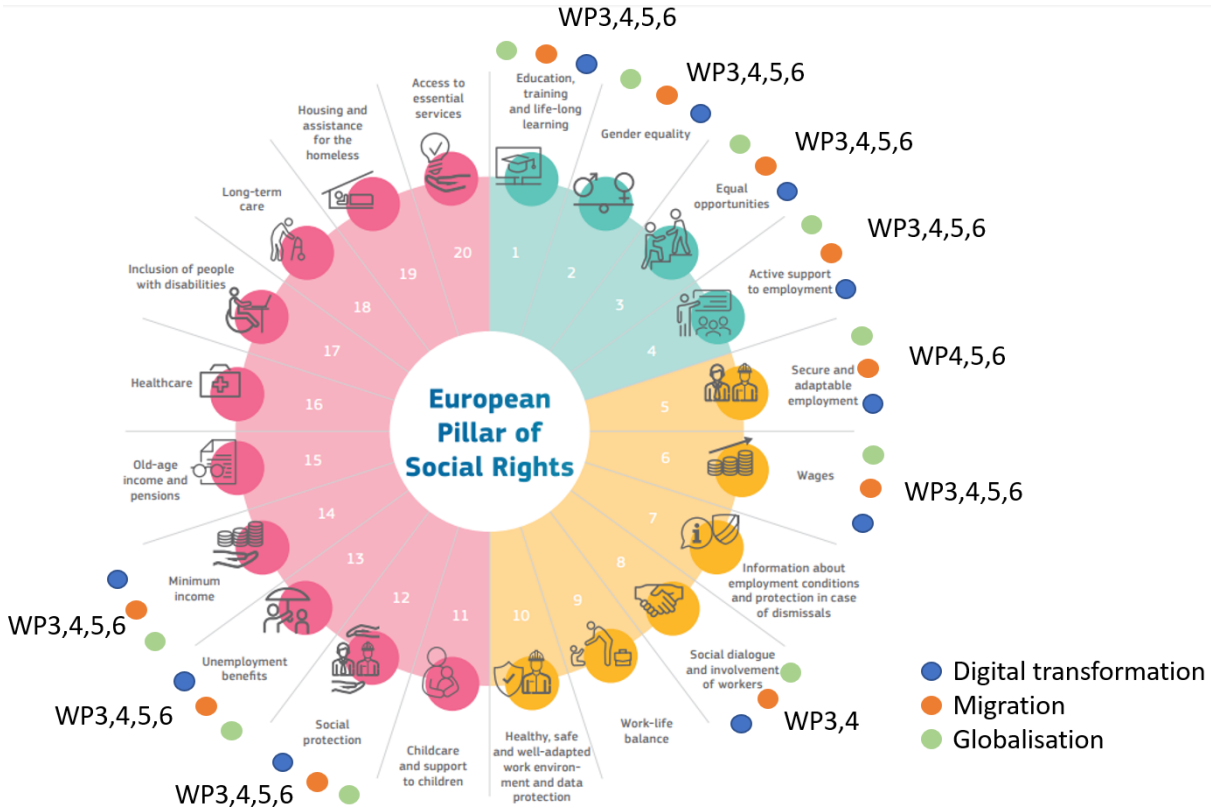 WP3,4,5,6
Education,
training
and life-long
learning
WP3,4,5,6
Gender equality
WP3,4,5,6
Equal
opportunities
WP3,4,5,6
Active support
to employment
WP4,5,6
Secure and
adaptable
employment
Wages
WP3,4,5,6
Information about
employment conditions
and protection in case
of dismissals
Social dialogue
and involvement
of workers
WP3,4
Work-life
balance
Healthy, safe
and well-adapted
work environ-
ment and data
protection
Childcare
and support
to children
Social
protection
WP3,4,5,6
Unemployment
benefits
WP3,4,5,6
Minimum
income
WP3,4,5,6
Old-age
income and
pensions
Healthcare
Inclusion of people
with disabilities
Long-term
care
Housing and
assistance
for the
homeless
Access to
essential
services
1
2
3
4
5
6
7
8
9
10
11
12
13
14
15
16
17
18
19
20
i
European
Pillar of
Social Rights
Digital transformation
Migration
Globalisation